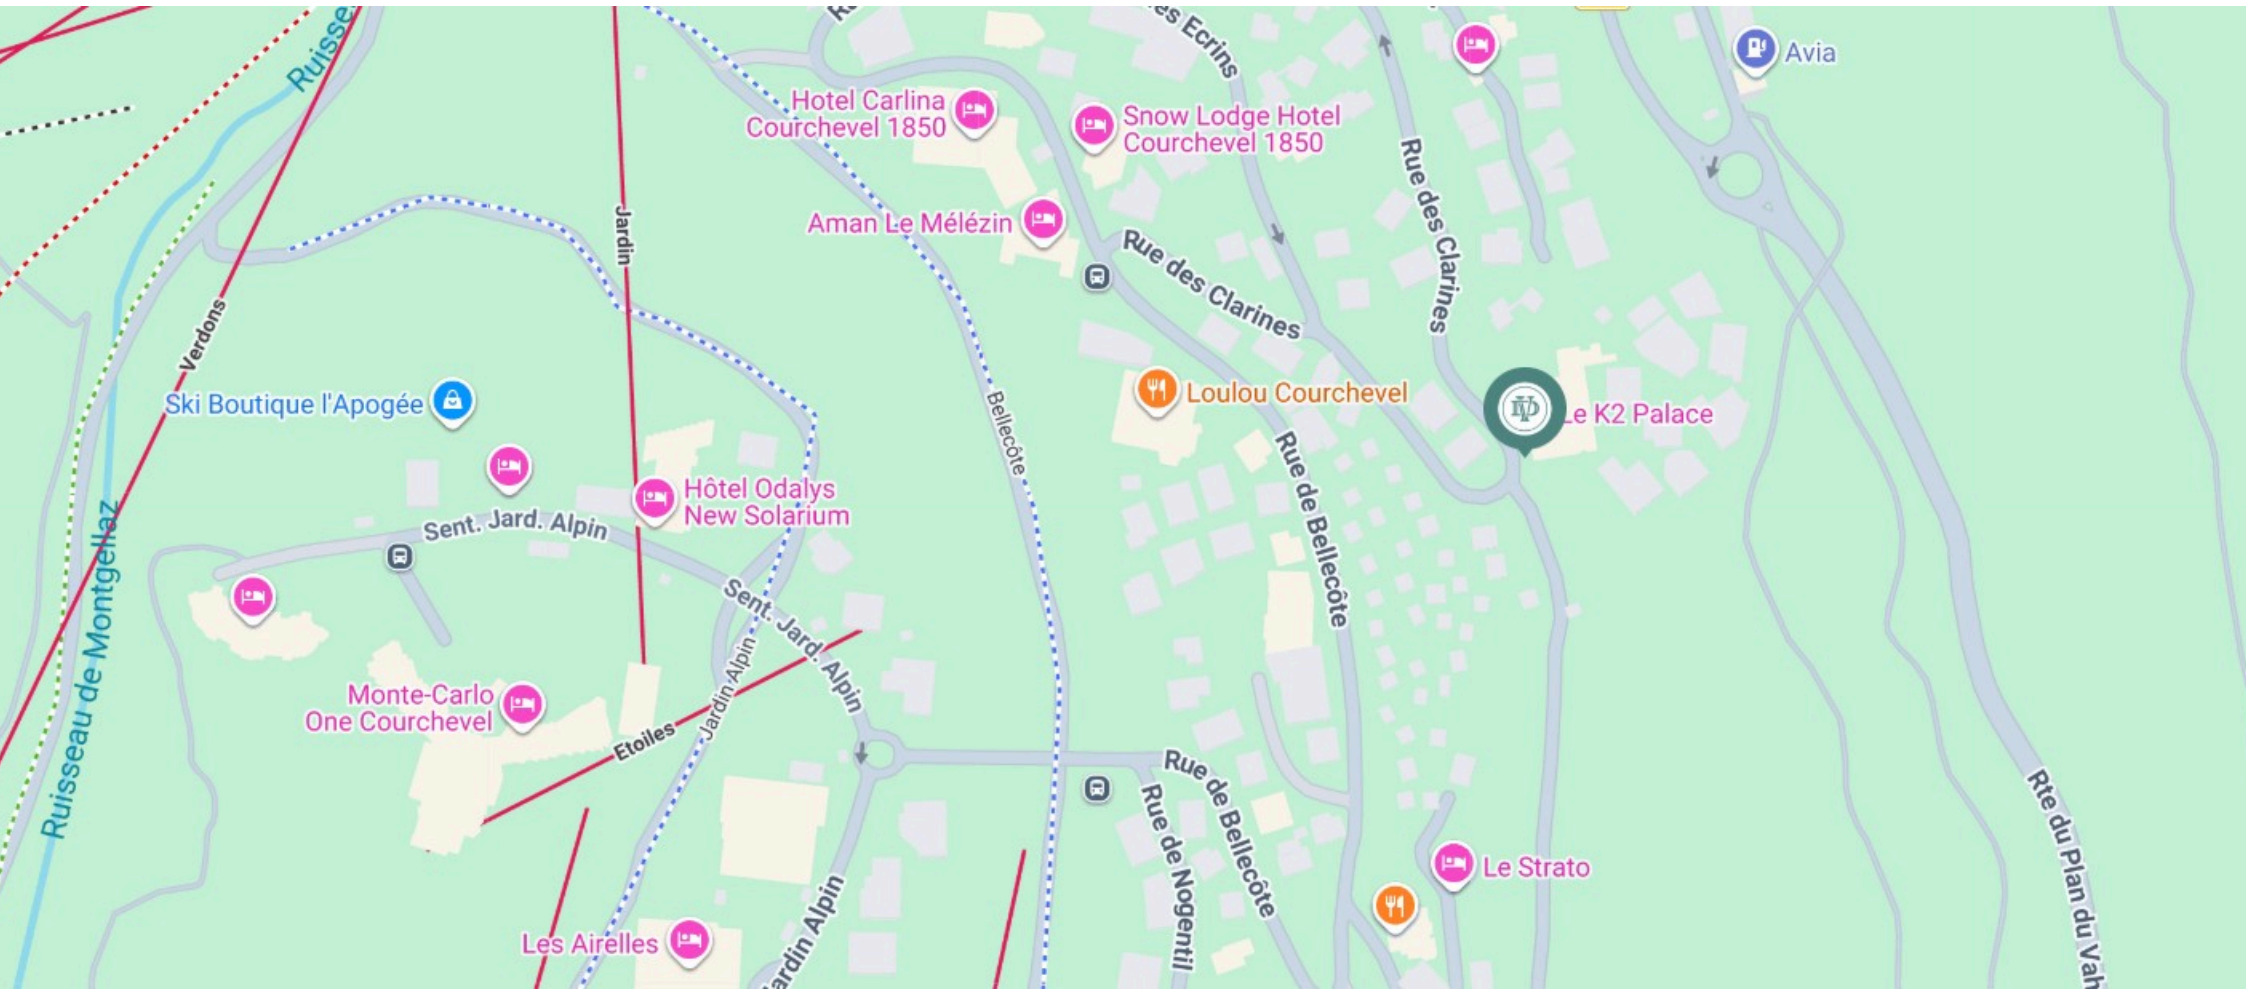 Ruisse
es Ecrins
Avia
Hotel Carlina
Courchevel 1850
Snow Lodge Hotel
Courchevel 1850
Rue des Clarines
Jardin
Aman Le Mélézin
Rue des Clarines
Verdons
Ski Boutique l'Apogée
Bellecôte
Loulou Courchevel
Le K2 Palace
Rue de Bellecôte
Hôtel Odalys
New Solarium
Sent. Jard. Alpin
Ruisseau de Montgellaz
Sent. Jard. Alpin
Jardin Alpin
Monte-Carlo
One Courchevel
Etoiles
Rue de Bellecôte
Rue de Nogentil
Rte du Plan du Vah
Le Strato
Jardin Alpin
Les Airelles